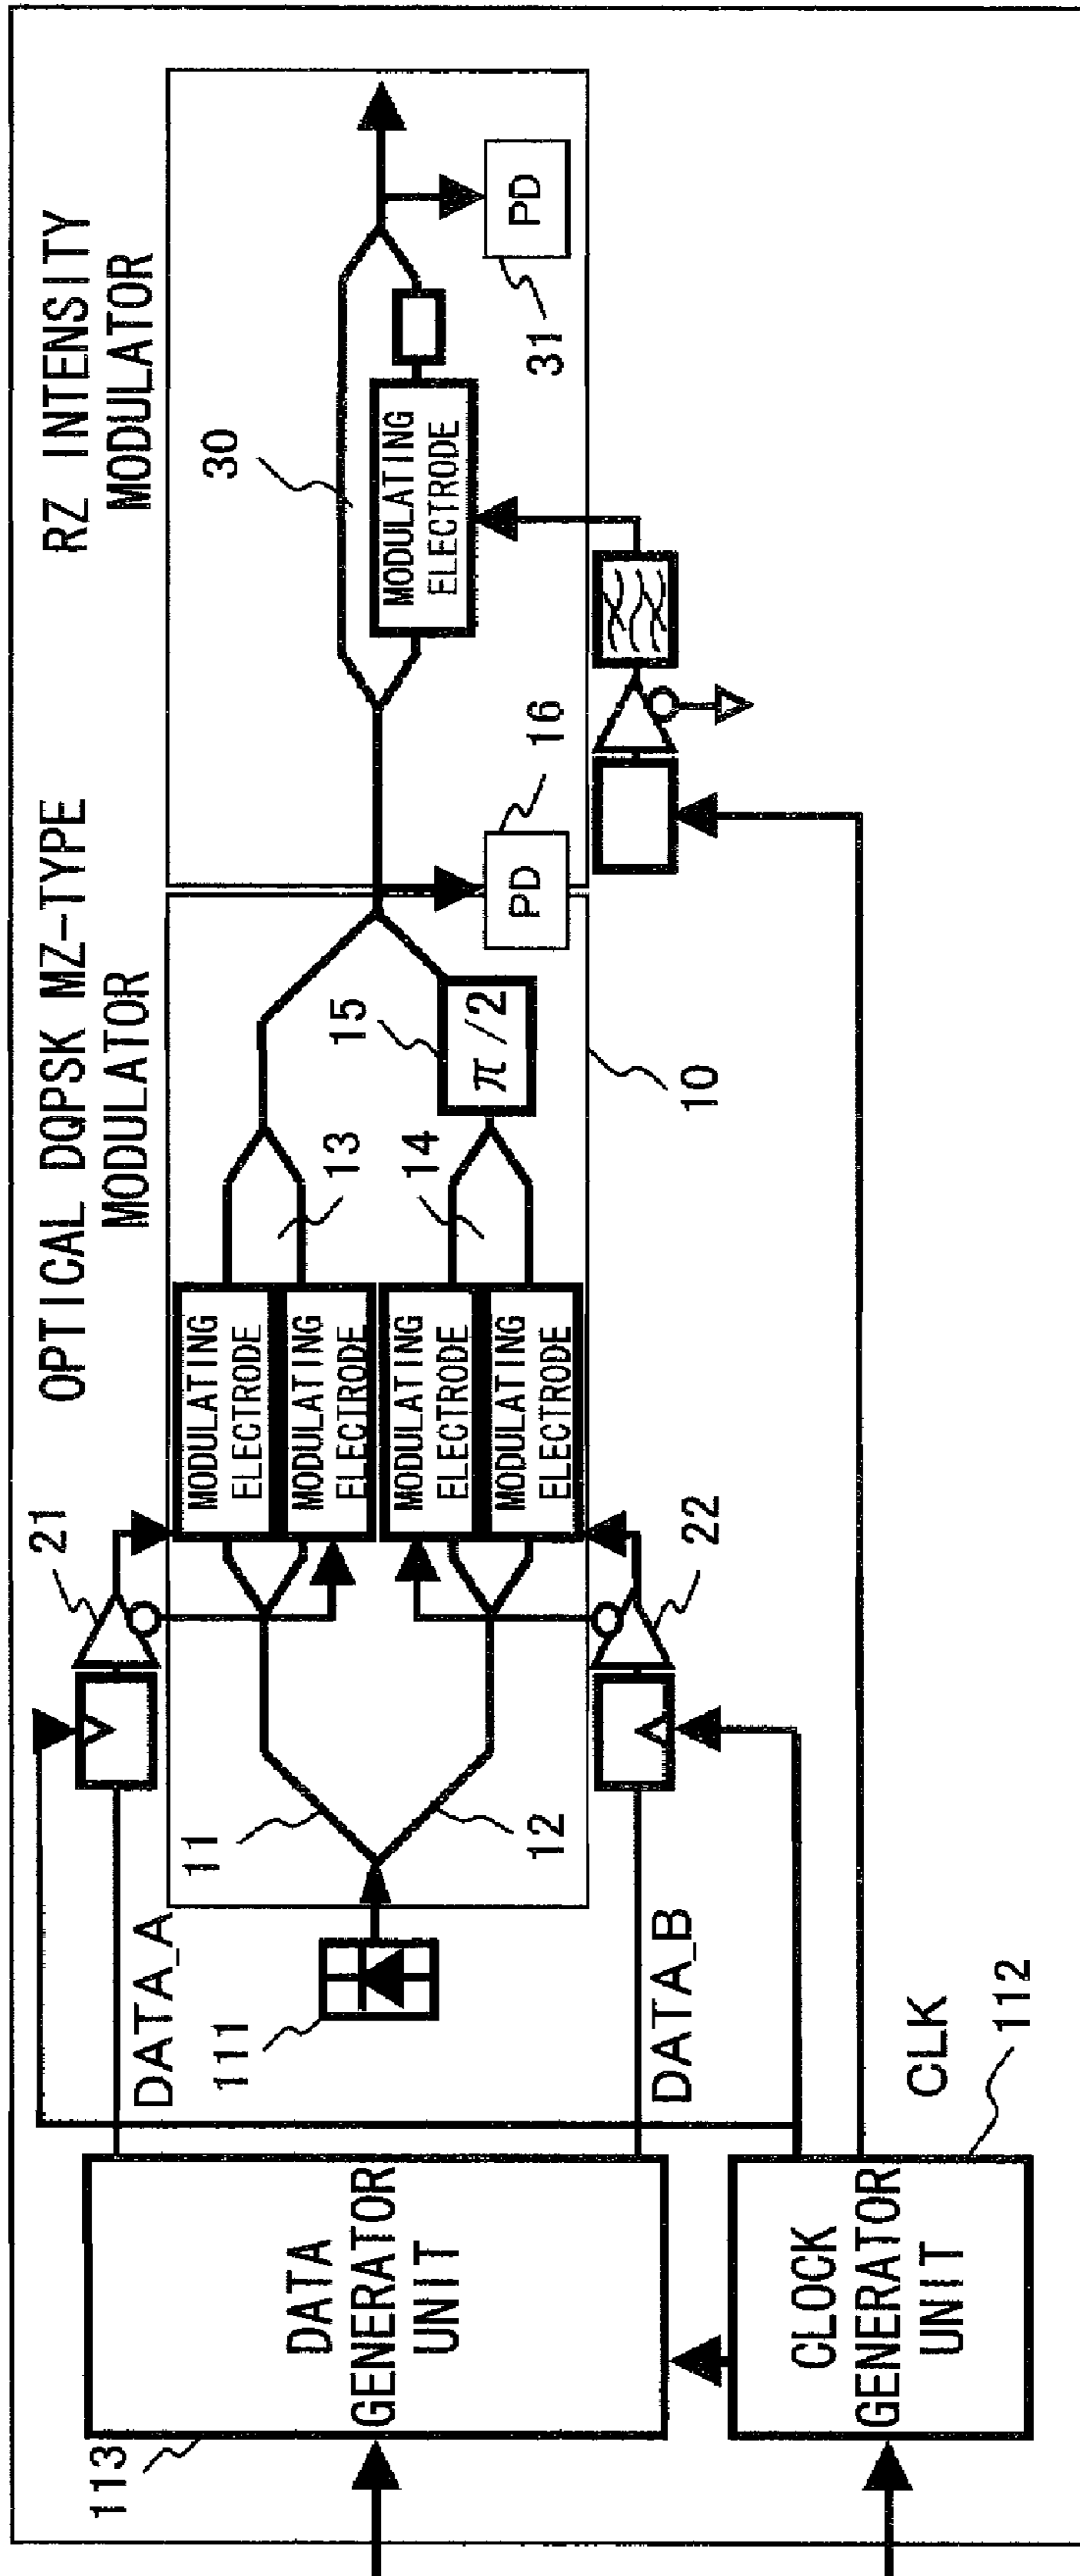 OPTICAL DQPSK MZ-TYPE
MODULATOR
RZ INTENSITY
MODULATOR
113
DATA
GENERATOR
UNIT
CLOCK
GENERATOR
UNIT
112
CLK
DATA_A
DATA_B
111
11
12
21
22
MODULATING
ELECTRODE
MODULATING
ELECTRODE
MODULATING
ELECTRODE
MODULATING
ELECTRODE
13
14
15
π/2
10
PD
16
30
MODULATING
ELECTRODE
31
PD